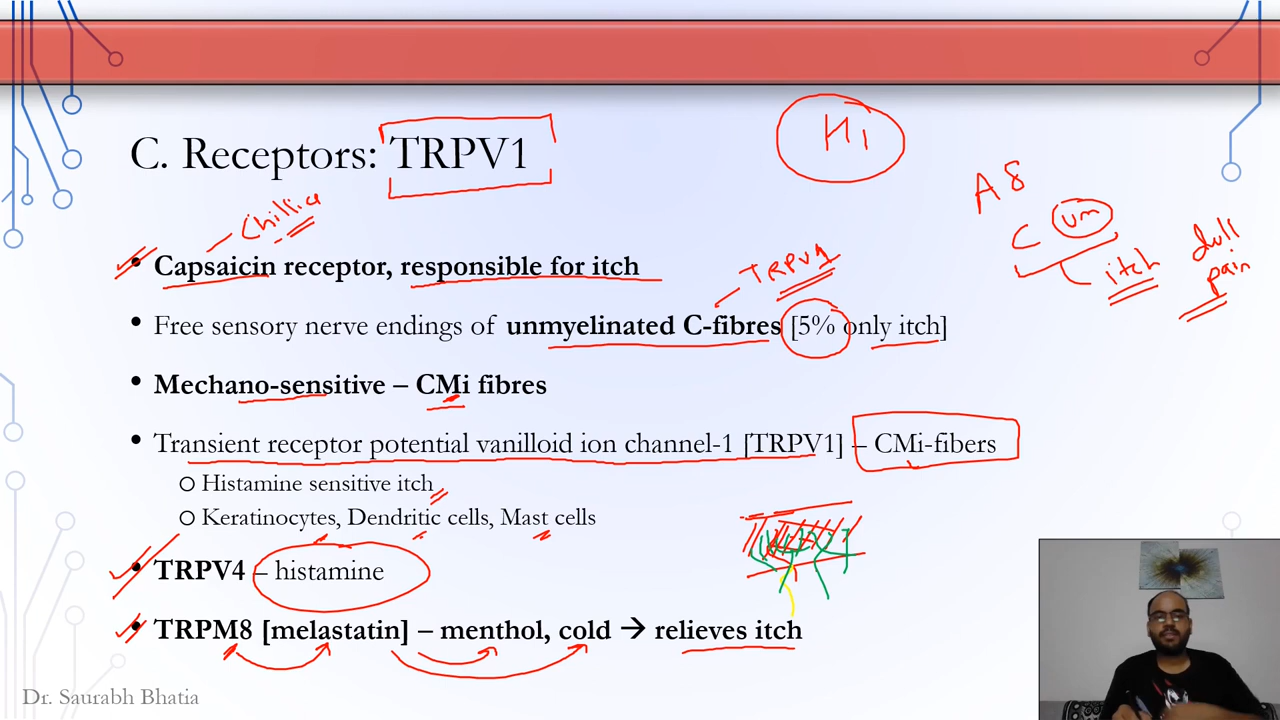 H1
C. Receptors: TRPV1
Aδ
C um
Chillies
itch
dull pain
TRPV1
• Capsaicin receptor, responsible for itch
• Free sensory nerve endings of unmyelinated C-fibres [5% only itch]
• Mechano-sensitive – CMi fibres
• Transient receptor potential vanilloid ion channel-1 [TRPV1] – CMi-fibers
o Histamine sensitive itch
o Keratinocytes, Dendritic cells, Mast cells
• TRPV4 – histamine
• TRPM8 [melastatin] – menthol, cold → relieves itch
Dr. Saurabh Bhatia